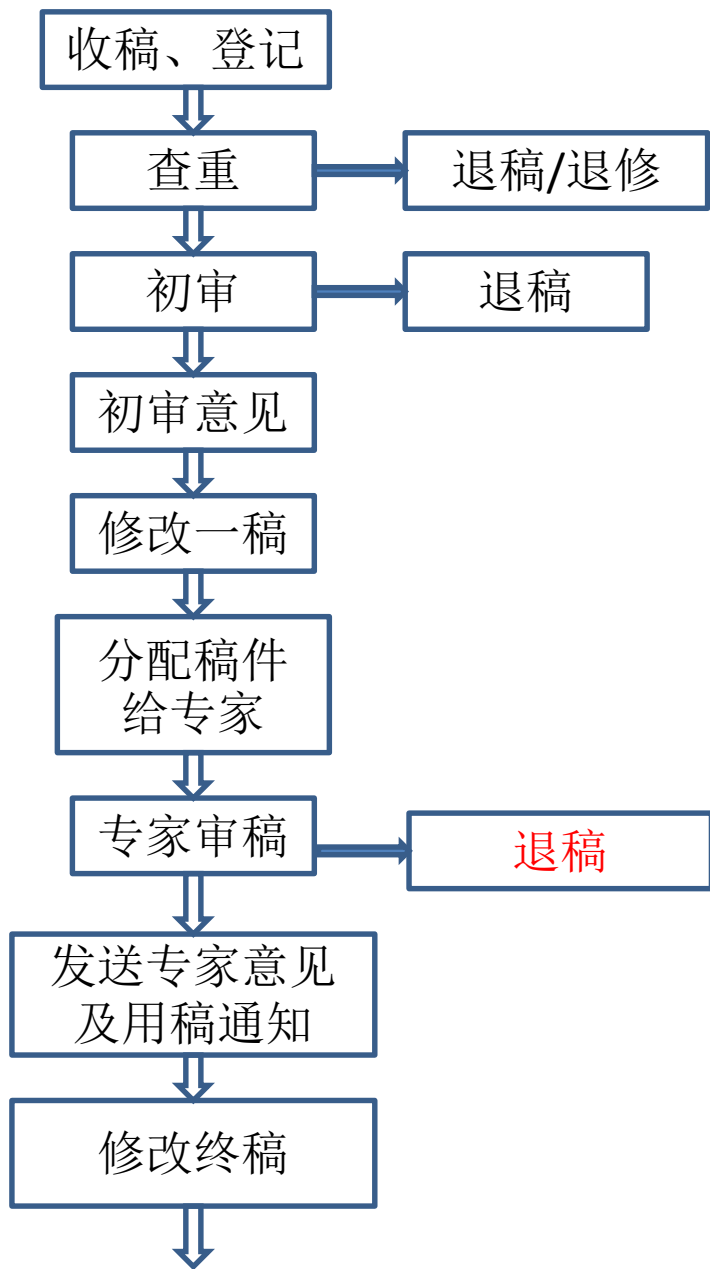 收稿、登记
查重
退稿/退修
初审
退稿
初审意见
修改一稿
分配稿件
给专家
专家审稿
退稿
发送专家意见
及用稿通知
修改终稿